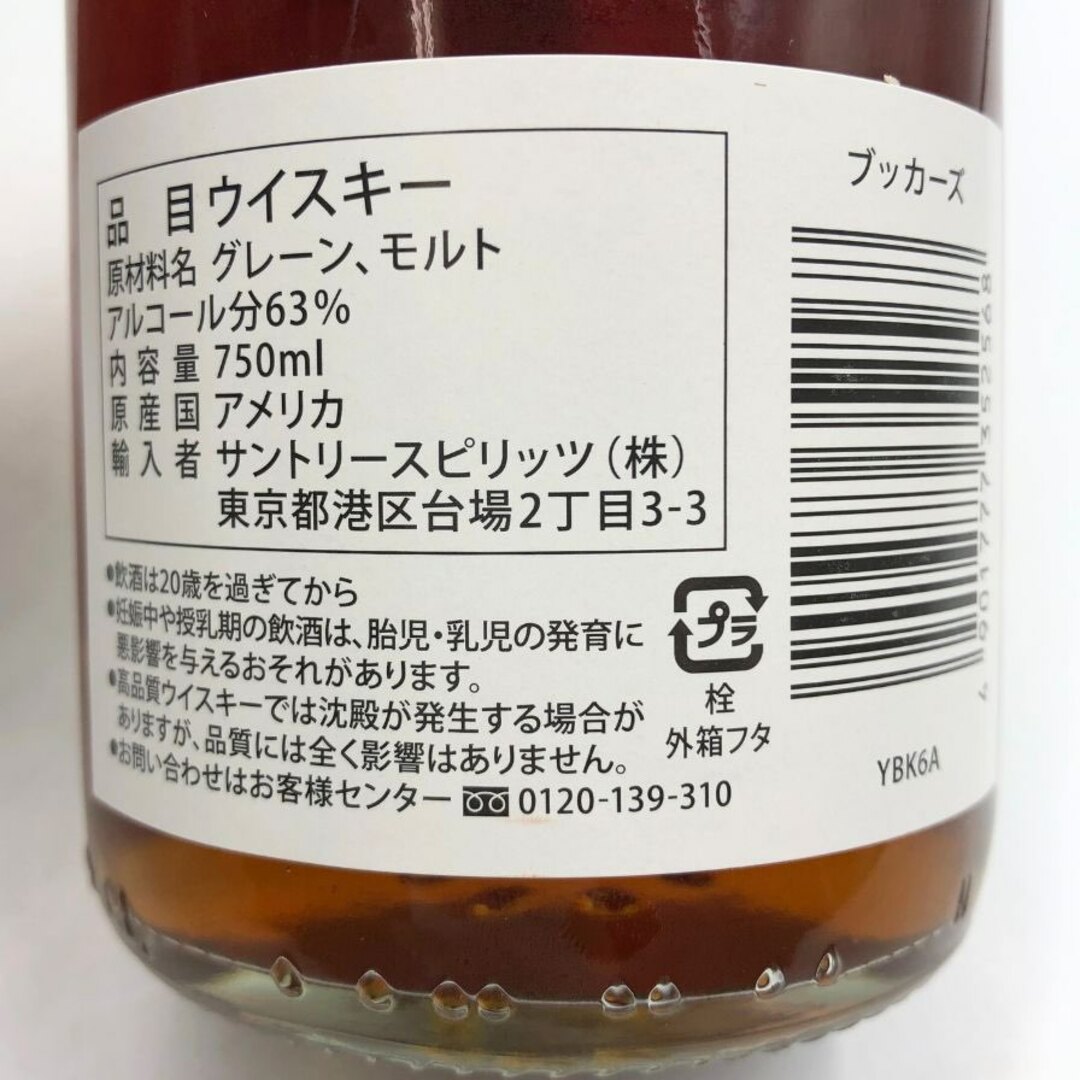 品 目 ウイスキー
原材料名 グレーン、モルト
アルコール分63%
内容量 750ml
原産国 アメリカ
輸入者 サントリースピリッツ(株)
東京都港区台場2丁目3-3
●飲酒は20歳を過ぎてから
●妊娠中や授乳期の飲酒は、胎児・乳児の発育に
悪影響を与えるおそれがあります。
●高品質ウイスキーでは沈殿が発生する場合が
ありますが、品質には全く影響はありません。
●お問い合わせはお客様センター 0120-139-310
プラ
栓
外箱フタ
ブッカーズ
YBK6A